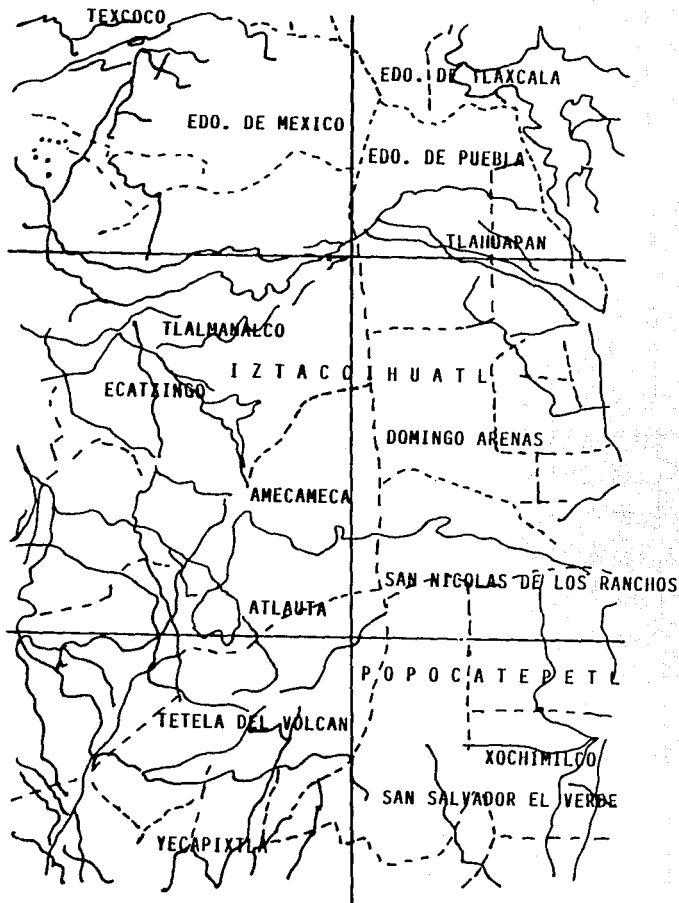 TEXCOCO
EDO. DE TLAXCALA
EDO. DE MEXICO
EDO. DE PUEBLA
TLAHUAPAN
TLALMANALCO
IZTACCIHUATL
ECATZINGO
DOMINGO ARENAS
AMECAMECA
SAN NICOLAS DE LOS RANCHOS
ATLAUTA
POPOCATEPETL
TETELA DEL VOLCAN
XOCHIMILCO
SAN SALVADOR EL VERDE
YECAPIXTLA